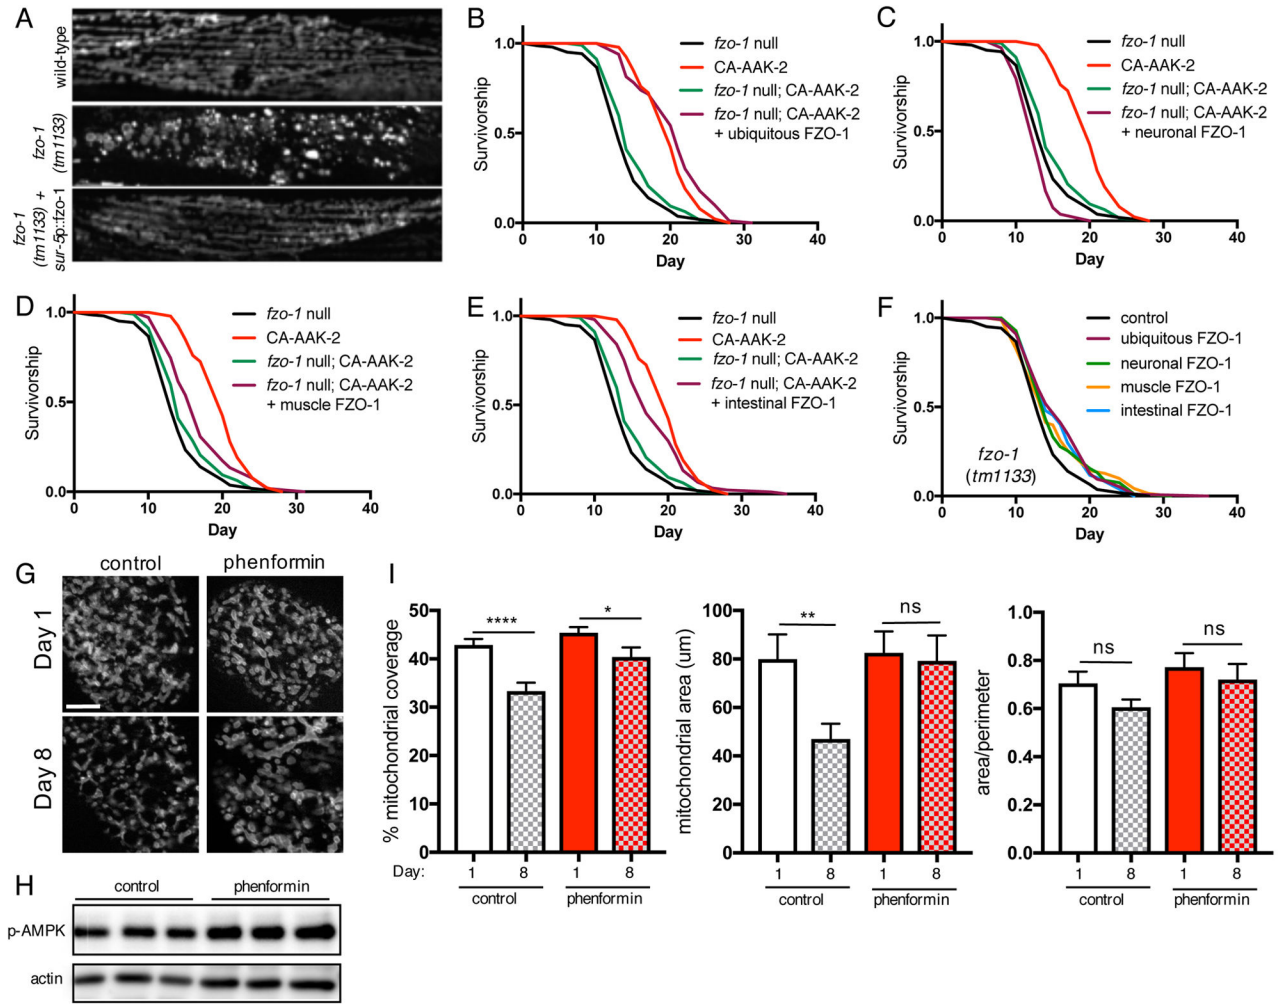 A
wild-type
fzo-1
(tm1133)
fzo-1
(tm1133) +
sur-5p::fzo-1
B
Survivorship
1.0
0.5
0.0
0
10
20
30
40
Day
fzo-1 null
CA-AAK-2
fzo-1 null; CA-AAK-2
fzo-1 null; CA-AAK-2
+ ubiquitous FZO-1
C
Survivorship
1.0
0.5
0.0
0
10
20
30
40
Day
fzo-1 null
CA-AAK-2
fzo-1 null; CA-AAK-2
fzo-1 null; CA-AAK-2
+ neuronal FZO-1
D
Survivorship
1.0
0.5
0.0
0
10
20
30
40
Day
fzo-1 null
CA-AAK-2
fzo-1 null; CA-AAK-2
fzo-1 null; CA-AAK-2
+ muscle FZO-1
E
Survivorship
1.0
0.5
0.0
0
10
20
30
40
Day
fzo-1 null
CA-AAK-2
fzo-1 null; CA-AAK-2
fzo-1 null; CA-AAK-2
+ intestinal FZO-1
F
Survivorship
1.0
0.5
0.0
0
10
20
30
40
Day
control
ubiquitous FZO-1
neuronal FZO-1
muscle FZO-1
intestinal FZO-1
fzo-1
(tm1133)
G
control
phenformin
Day 1
Day 8
H
control
phenformin
p-AMPK
actin
I
% mitochondrial coverage
50
40
30
20
10
0
****
*
Day:
1
8
1
8
control
phenformin
mitochondrial area (um)
100
80
60
40
20
0
**
ns
1
8
1
8
control
phenformin
area/perimeter
1.0
0.8
0.6
0.4
0.2
0.0
ns
ns
1
8
1
8
control
phenformin